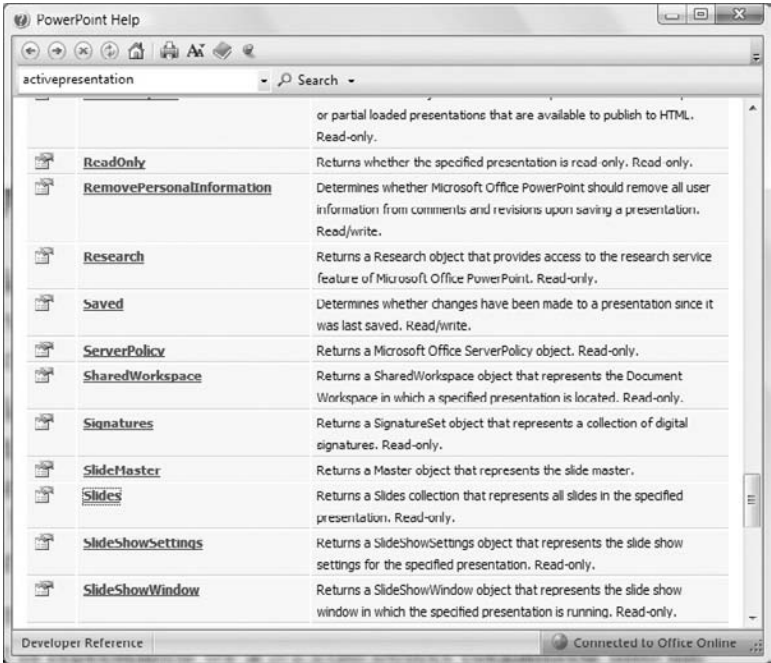 PowerPoint Help
activepresentation
Search
or partial loaded presentations that are available to publish to HTML.
Read-only.
ReadOnly Returns whether the specified presentation is read-only. Read-only.
RemovePersonalInformation Determines whether Microsoft Office PowerPoint should remove all user
information from comments and revisions upon saving a presentation.
Read/write.
Research Returns a Research object that provides access to the research service
feature of Microsoft Office PowerPoint. Read-only.
Saved Determines whether changes have been made to a presentation since it
was last saved. Read/write.
ServerPolicy Returns a Microsoft Office ServerPolicy object. Read-only.
SharedWorkspace Returns a SharedWorkspace object that represents the Document
Workspace in which a specified presentation is located. Read-only.
Signatures Returns a SignatureSet object that represents a collection of digital
signatures. Read-only.
SlideMaster Returns a Master object that represents the slide master.
Slides Returns a Slides collection that represents all slides in the specified
presentation. Read-only.
SlideShowSettings Returns a SlideShowSettings object that represents the slide show
settings for the specified presentation. Read-only.
SlideShowWindow Returns a SlideShowWindow object that represents the slide show
window in which the specified presentation is running. Read-only.
Developer Reference Connected to Office Online